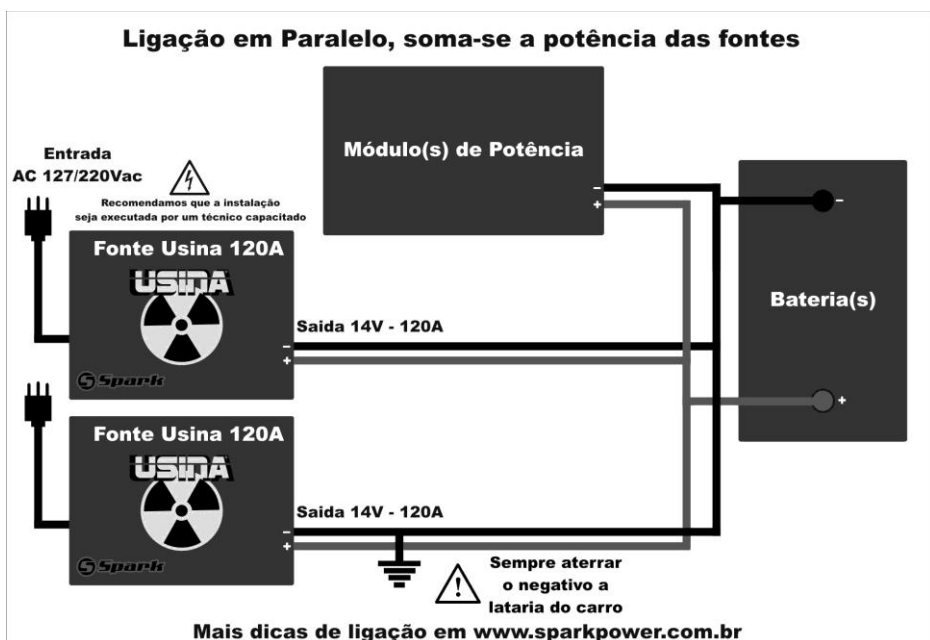 Ligação em Paralelo, soma-se a potência das fontes
Módulo(s) de Potência
-
+
Entrada
AC 127/220Vac
Recomendamos que a instalação
seja executada por um técnico capacitado
Fonte Usina 120A
USINA
Spark
-
+
Saida 14V - 120A
Bateria(s)
-
+
Fonte Usina 120A
USINA
Spark
-
+
Saida 14V - 120A
Sempre aterrar
o negativo a
lataria do carro
Mais dicas de ligação em www.sparkpower.com.br